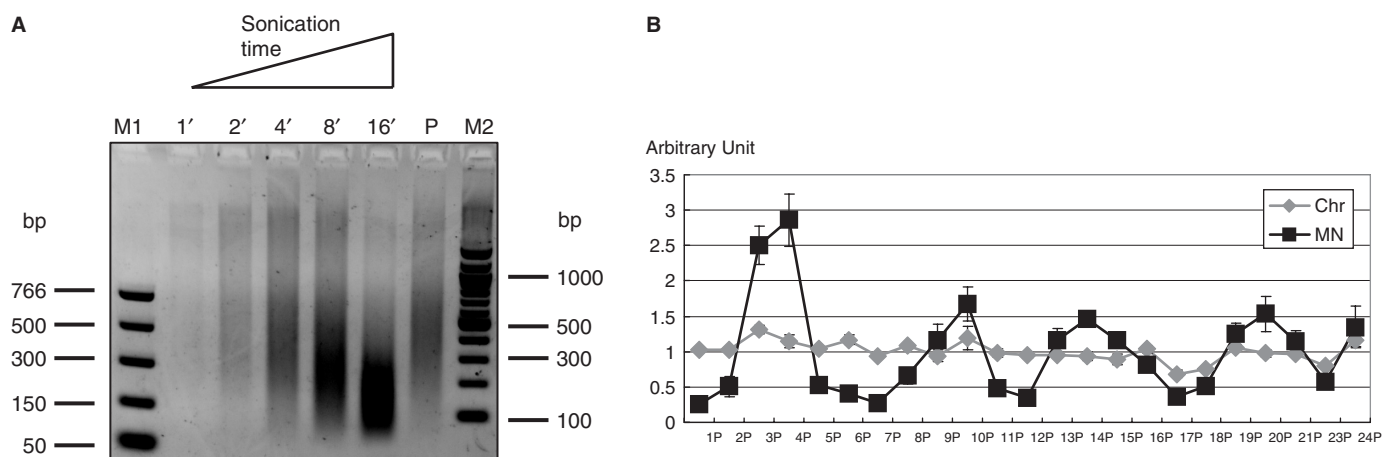 A
Sonication
time
M1 1′ 2′ 4′ 8′ 16′ P M2
bp
766
500
300
150
50
bp
1000
500
300
100
B
Arbitrary Unit
3.5
3
2.5
2
1.5
1
0.5
0
Chr
MN
1P 2P 3P 4P 5P 6P 7P 8P 9P 10P 11P 12P 13P 14P 15P 16P 17P 18P 19P 20P 21P 23P 24P